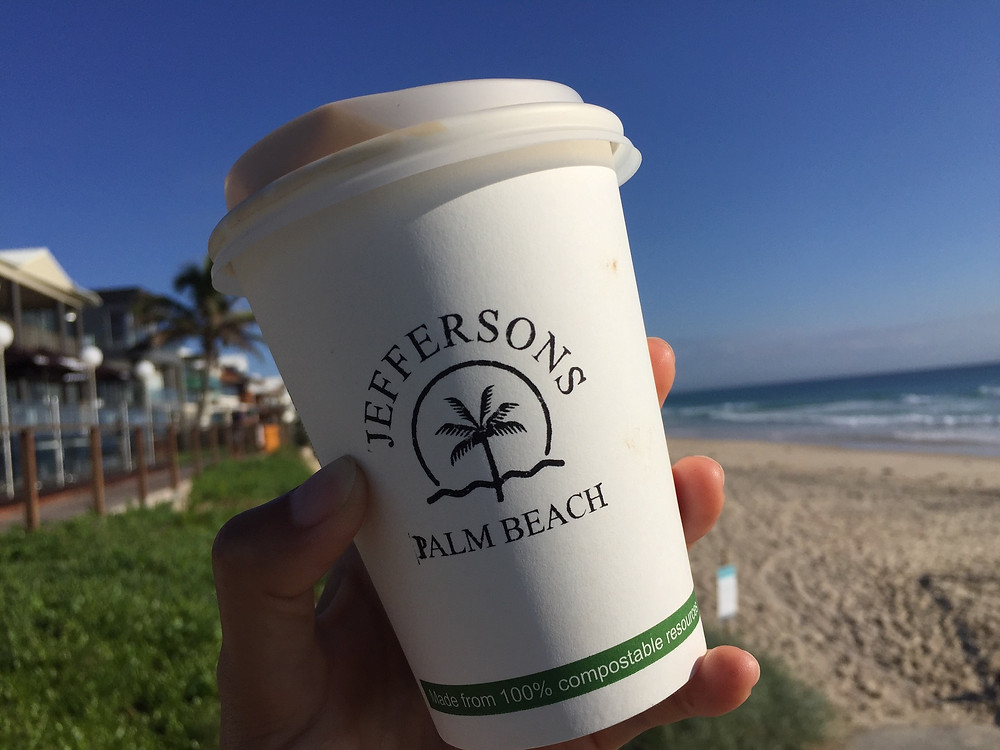 JEFFERSONS
PALM BEACH
Made from 100% compostable resources